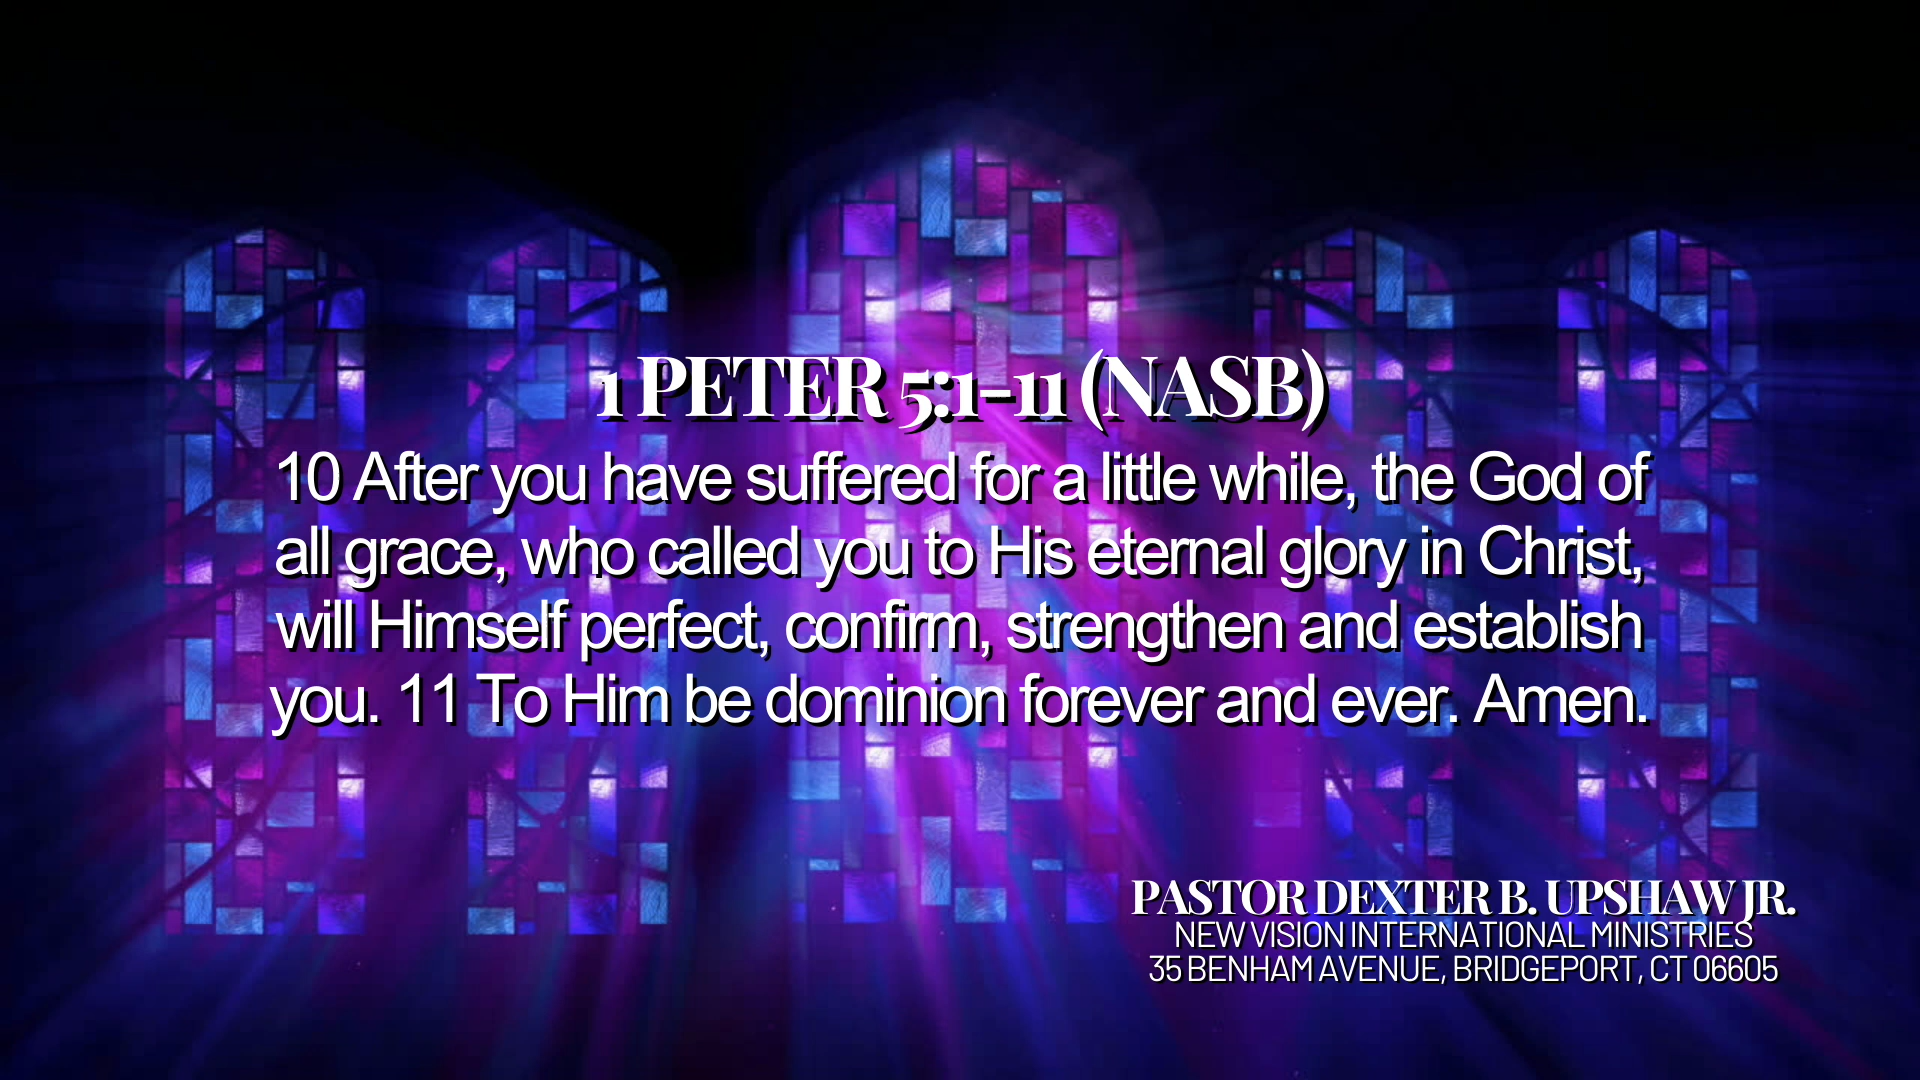 1 PETER 5:1-11 (NASB)
10 After you have suffered for a little while, the God of
all grace, who called you to His eternal glory in Christ,
will Himself perfect, confirm, strengthen and establish
you. 11 To Him be dominion forever and ever. Amen.
PASTOR DEXTER B. UPSHAW JR.
NEW VISION INTERNATIONAL MINISTRIES
35 BENHAM AVENUE, BRIDGEPORT, CT 06605